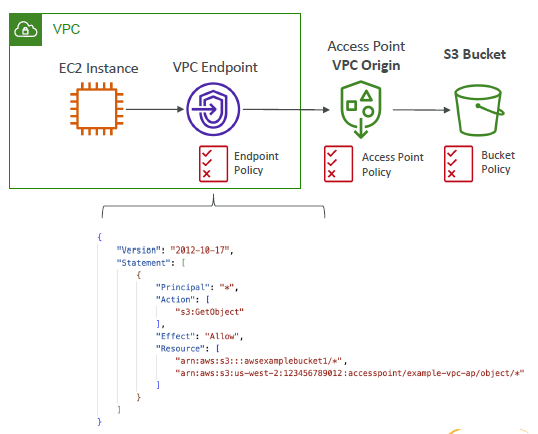 VPC
EC2 Instance
VPC Endpoint
Access Point
VPC Origin
S3 Bucket
Endpoint
Policy
Access Point
Policy
Bucket
Policy
{
"Version": "2012-10-17",
"Statement": [
{
"Principal": "*",
"Action": [
"s3:GetObject"
],
"Effect": "Allow",
"Resource": [
"arn:aws:s3:::awsexamplebucket1/*",
"arn:aws:s3:us-west-2:123456789012:accesspoint/example-vpc-ap/object/*"
]
}
]
}